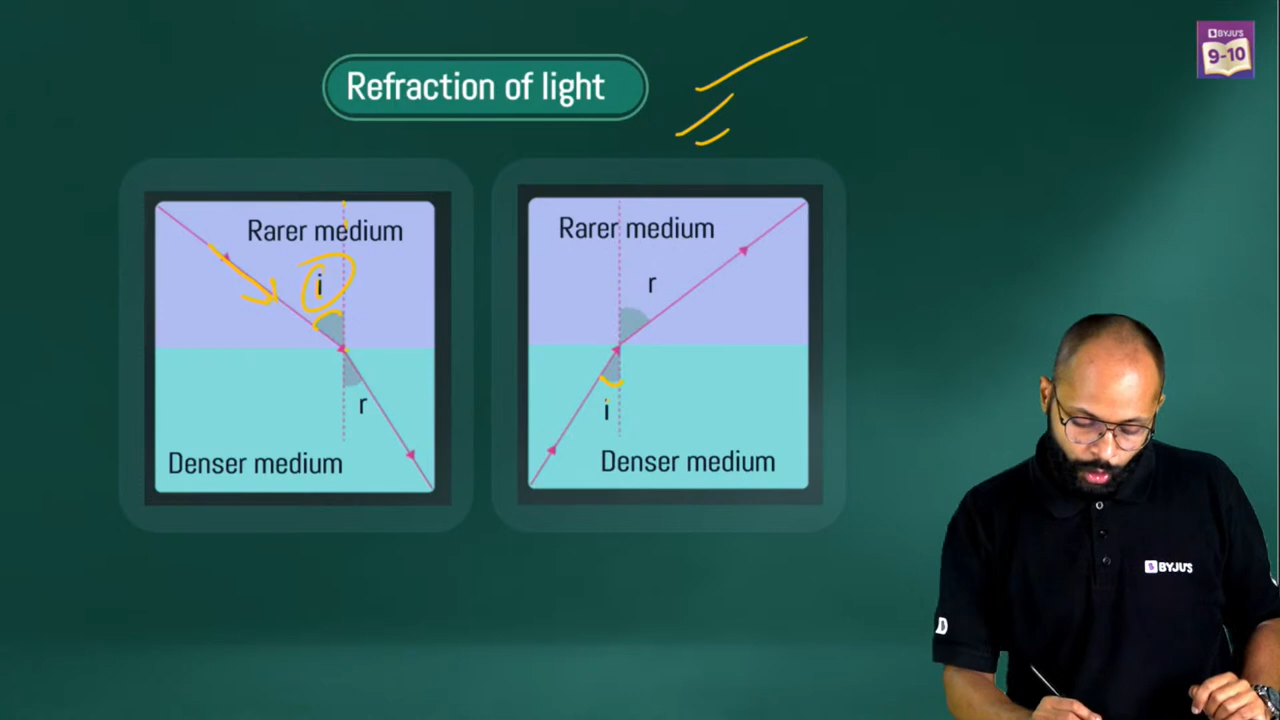 Refraction of light
BYJU'S
9-10
Rarer medium
i
r
Denser medium
Rarer medium
r
i
Denser medium
BYJU'S